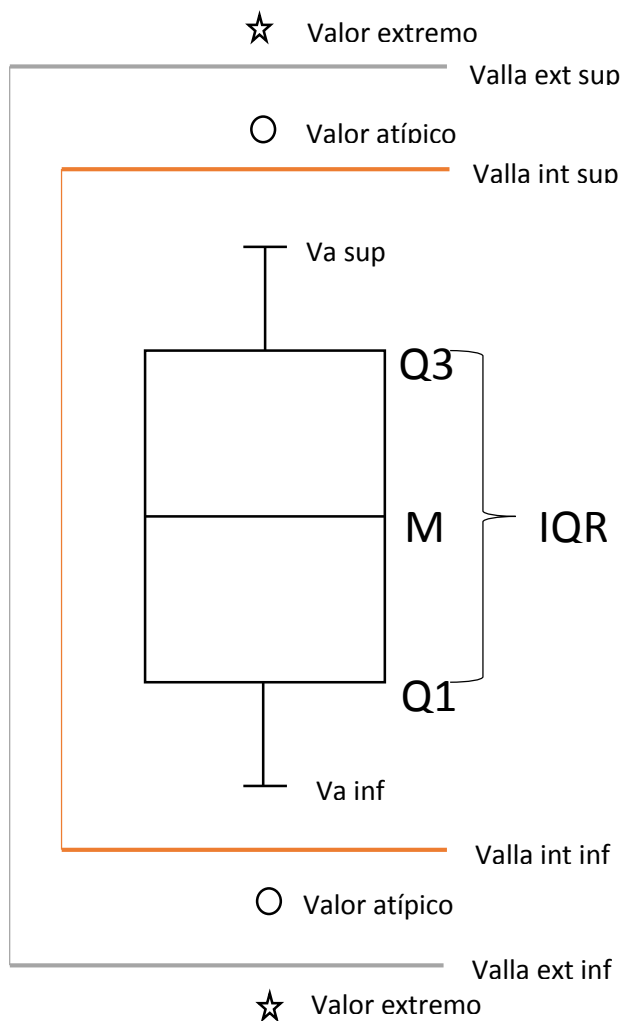 Valor extremo
Valla ext sup
Valor atípico
Valla int sup
Va sup
Q3
M
IQR
Q1
Va inf
Valla int inf
Valor atípico
Valla ext inf
Valor extremo